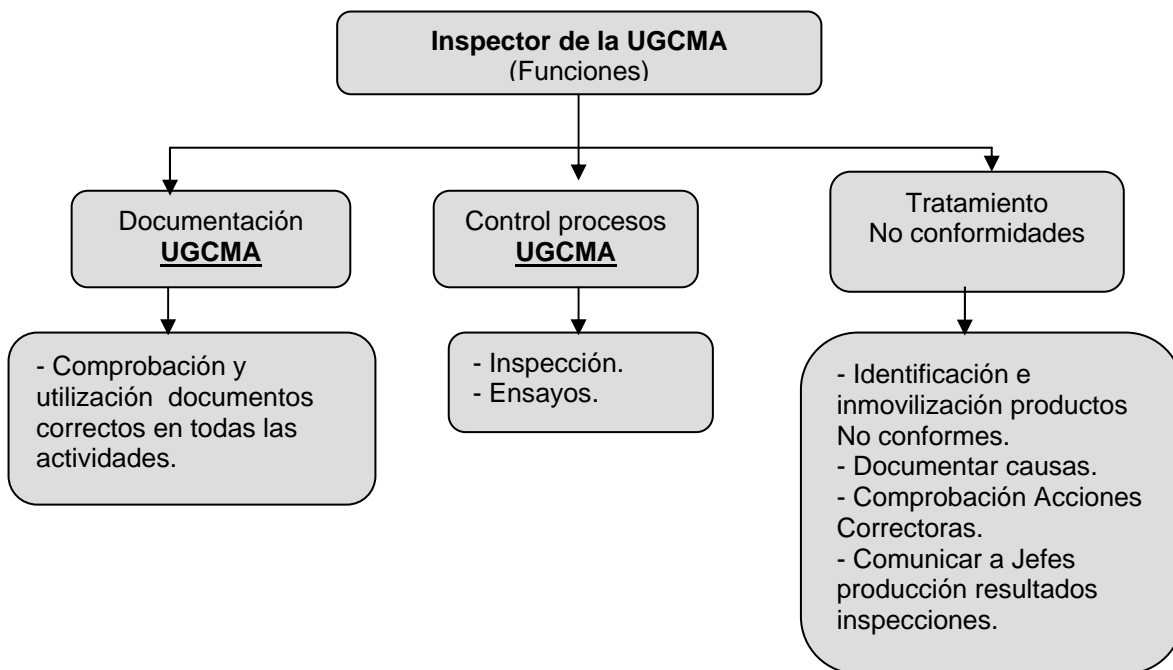 Inspector de la UGCMA
(Funciones)
Documentación
UGCMA
Control procesos
UGCMA
Tratamiento
No conformidades
- Comprobación y
utilización documentos
correctos en todas las
actividades.
- Inspección.
- Ensayos.
- Identificación e
inmovilización productos
No conformes.
- Documentar causas.
- Comprobación Acciones
Correctoras.
- Comunicar a Jefes
producción resultados
inspecciones.